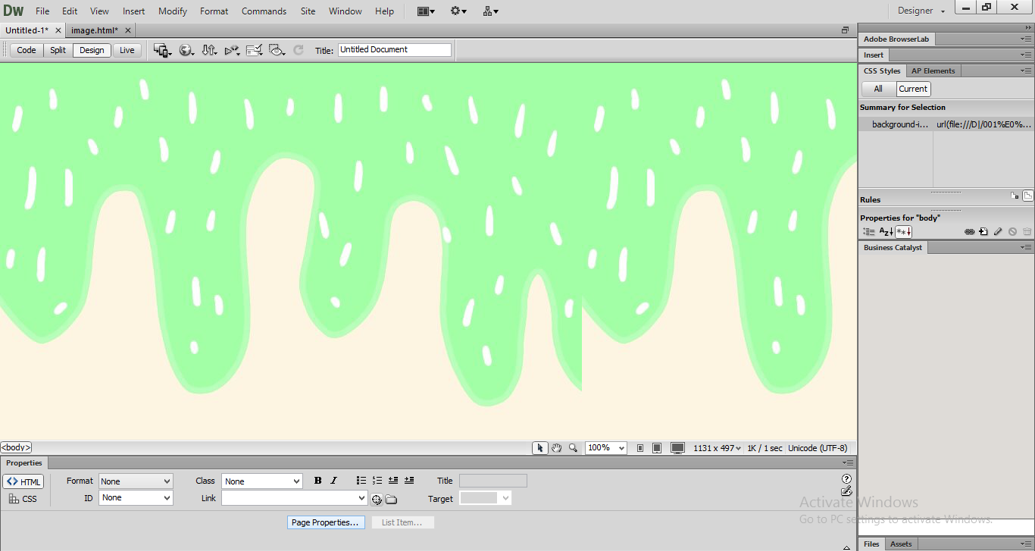 Dw File Edit View Insert Modify Format Commands Site Window Help Designer
Untitled-1* × image.html* ×
Code Split Design Live Title: Untitled Document
Adobe BrowserLab
Insert
CSS Styles AP Elements
All Current
Summary for Selection
background-i... url(file:///D|/001%E0%...
Rules
Properties for "body"
Business Catalyst
<body> 100% 1131 x 497 1K / 1 sec Unicode (UTF-8)
Properties
<> HTML Format None Class None B I Title
CSS ID None Link Target
Page Properties... List Item...
Activate Windows
Go to PC settings to activate Windows.
Files Assets